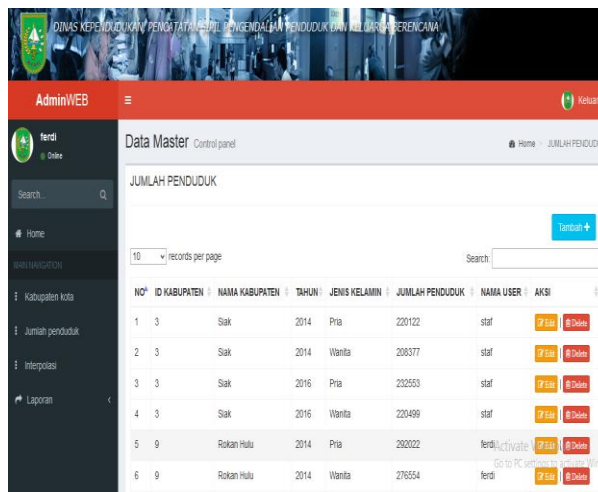 DINAS KEPENDUDUKAN, PENCATATAN SIPIL PENGENDALIAN PENDUDUK DAN KELUARGA BERENCANA
AdminWEB
Keluar
ferdi
Online
Data Master Control panel
Home > JUMLAH PENDUD
Search...
JUMLAH PENDUDUK
Home
Tambah +
MAIN NAVIGATION
10 records per page
Search:
Kabupaten kota
NO ID KABUPATEN NAMA KABUPATEN TAHUN JENIS KELAMIN JUMLAH PENDUDUK NAMA USER AKSI
Jumlah penduduk
1 3 Siak 2014 Pria 220122 staf Edit | Delete
2 3 Siak 2014 Wanita 208377 staf Edit | Delete
Interpolasi
3 3 Siak 2016 Pria 232553 staf Edit | Delete
Laporan
4 3 Siak 2016 Wanita 220499 staf Edit | Delete
5 9 Rokan Hulu 2014 Pria 292022 ferdi Edit | Delete
Activate
Go to PC settings to activate Win
6 9 Rokan Hulu 2014 Wanita 276554 ferdi Edit | Delete